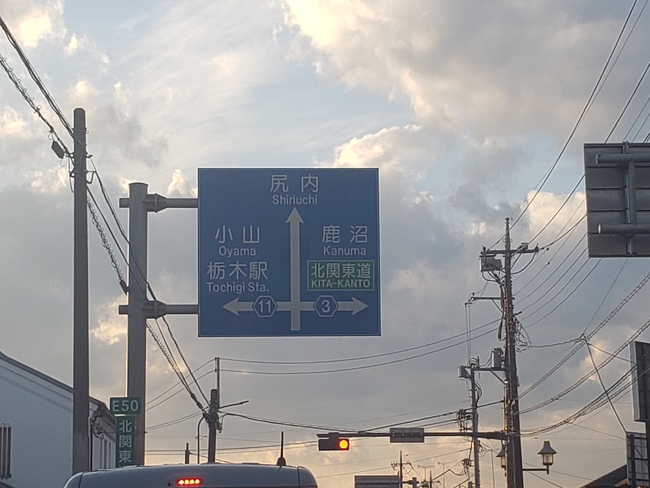 尻内
Shiriuchi
小山
Oyama
鹿沼
Kanuma
栃木駅
Tochigi Sta.
北関東道
KITA-KANTO
11
3
E50
北関東